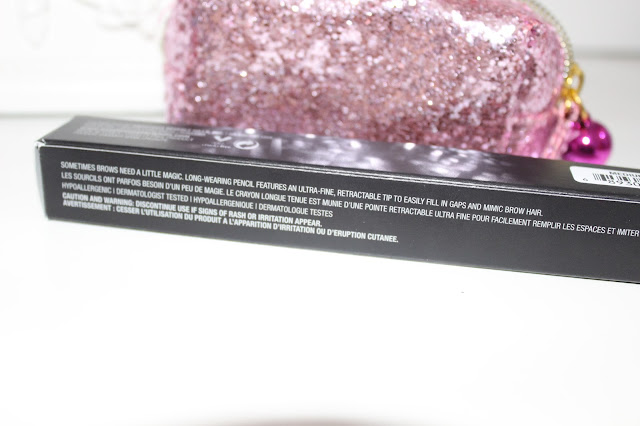 SOMETIMES BROWS NEED A LITTLE MAGIC. LONG-WEARING PENCIL FEATURES AN ULTRA-FINE, RETRACTABLE TIP TO EASILY FILL IN GAPS AND MIMIC BROW HAIR.
LES SOURCILS ONT PARFOIS BESOIN D'UN PEU DE MAGIE. LE CRAYON LONGUE TENUE EST MUNIE D'UNE POINTE RETRACTABLE ULTRA FINE POUR FACILEMENT REMPLIR LES ESPACES ET IMITER
HYPOALLERGENIC | DERMATOLOGIST TESTED | HYPOALLERGENIQUE | DERMATOLOGUE TESTES
CAUTION AND WARNING: DISCONTINUE USE IF SIGNS OF RASH OR IRRITATION APPEAR.
AVERTISSEMENT : CESSER L'UTILISATION DU PRODUIT A L'APPARITION D'IRRITATION OU D'ERUPTION CUTANEE.